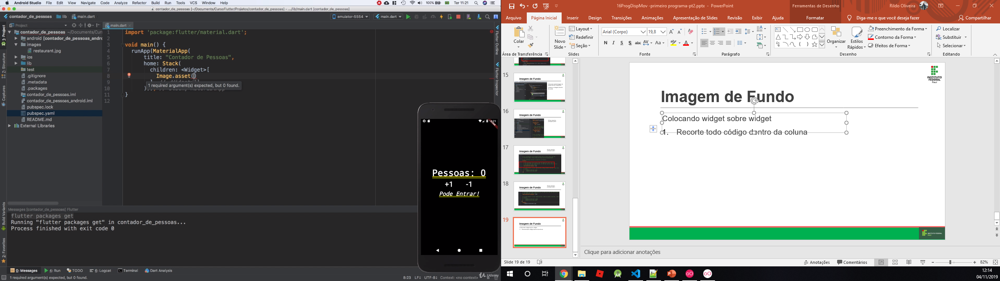 Android Studio File Edit View Navigate Code Analyze Refactor Build Run Tools VCS Window Help 100% Ter 11:21
contador_de_pessoas [~/Documents/CursoFlutter/Projetos/contador_de_pessoas] - .../lib/main.dart [contador_de_pessoas]
contador_de_pessoas lib main.dart emulator-5554 main.dart
Project main.dart
contador_de_pessoas ~/Documents/Cur
android [contador_de_pessoas_andro
images
restaurant.jpg
ios
lib
test
.gitignore
.metadata
.packages
contador_de_pessoas.iml
contador_de_pessoas_android.iml
pubspec.lock
pubspec.yaml
README.md
External Libraries
1: Project
Z: Structure
Captures
Build Variants
2: Favorites
1 import 'package:flutter/material.dart';
2
3 void main() {
4 runApp(MaterialApp(
5 title: "Contador de Pessoas",
6 home: Stack(
7 children: <Widget>[
8 Image.asset()
9
1 required argument(s) expected, but 0 found.
10
11 }
12
Flutter Outline
Flutter Inspector
11:21
Pessoas: 0
+1 -1
Pode Entrar!
Messages [contador_de_pessoas] Flutter
flutter packages get
Running "flutter packages get" in contador_de_pessoas...
Process finished with exit code 0
0: Messages 4: Run TODO 6: Logcat Terminal Dart Analysis
1 required argument(s) expected, but 0 found. 8:23 LF UTF-8 Context: <no context>
Udemy
16ProgDispMov -primeiro programa-pt2.pptx - PowerPoint Ferramentas de Desenho Rildo Oliveira
Arquivo Página Inicial Inserir Design Transições Animações Apresentação de Slides Revisão Exibir Ajuda Formatar Diga-me o que você deseja fazer Compartilhar
Colar Novo Slide Layout Redefinir Seção Arial (Corpo) 19,8 N I S S abc AV Aa A
Organizar Estilos Rápidos Preenchimento da Forma Contorno da Forma Efeitos de Forma Localizar Substituir Selecionar
Área de Transferência Slides Fonte Parágrafo Desenho Editando
15 Imagem de Fundo
16 Imagem de Fundo
17 Imagem de Fundo
18 Imagem de Fundo
19 Imagem de Fundo
INSTITUTO FEDERAL
Piauí
Imagem de Fundo
Colocando widget sobre widget
1. Recorte todo código dentro da coluna
INSTITUTO FEDERAL
Piauí
Clique para adicionar anotações
Slide 19 de 19 Anotações Comentários 82%
12:14
04/11/2019